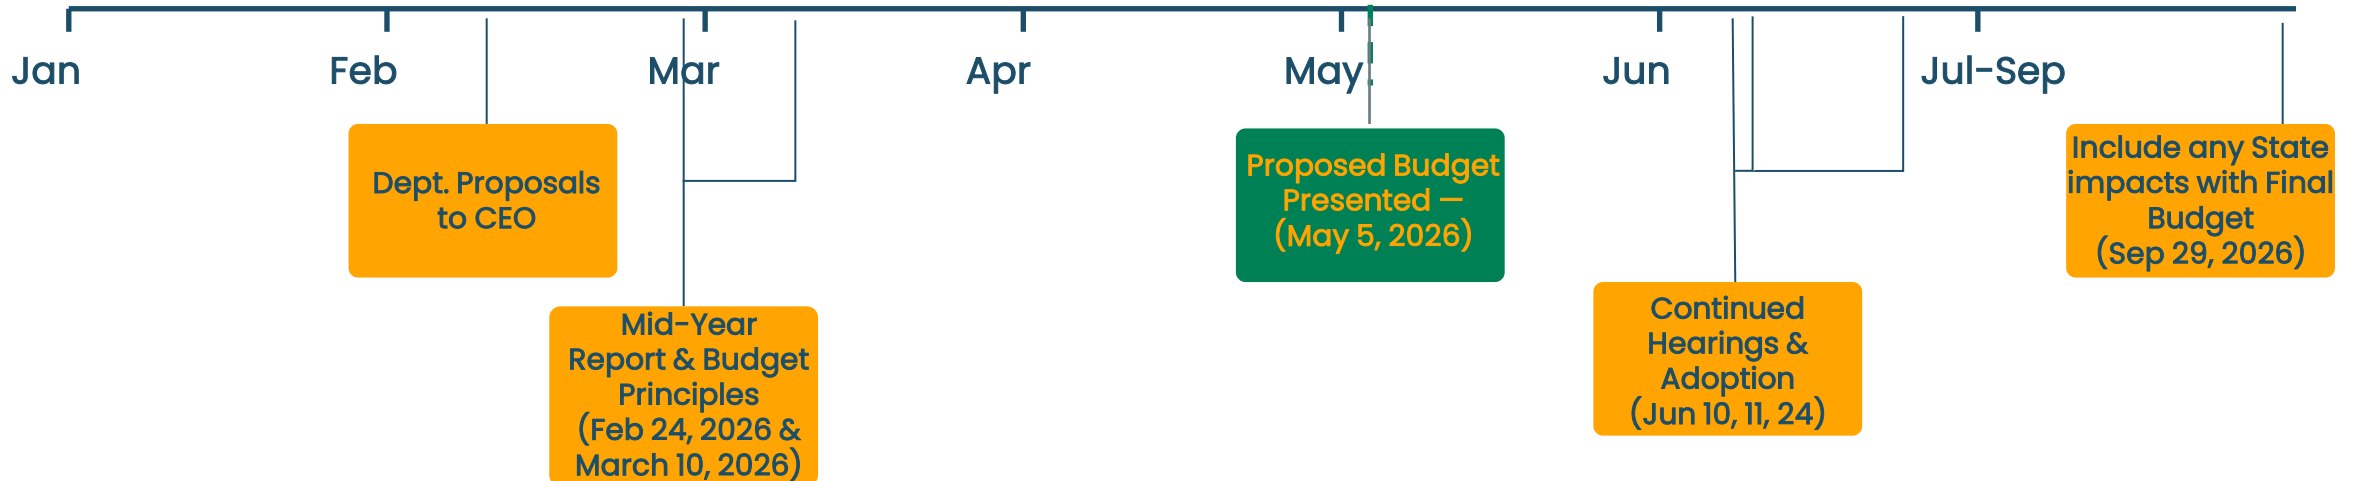 Jan
Feb
Mar
Apr
May
Jun
Jul-Sep
Dept. Proposals
to CEO
Mid-Year
Report & Budget
Principles
(Feb 24, 2026 &
March 10, 2026)
Proposed Budget
Presented —
(May 5, 2026)
Continued
Hearings &
Adoption
(Jun 10, 11, 24)
Include any State
impacts with Final
Budget
(Sep 29, 2026)